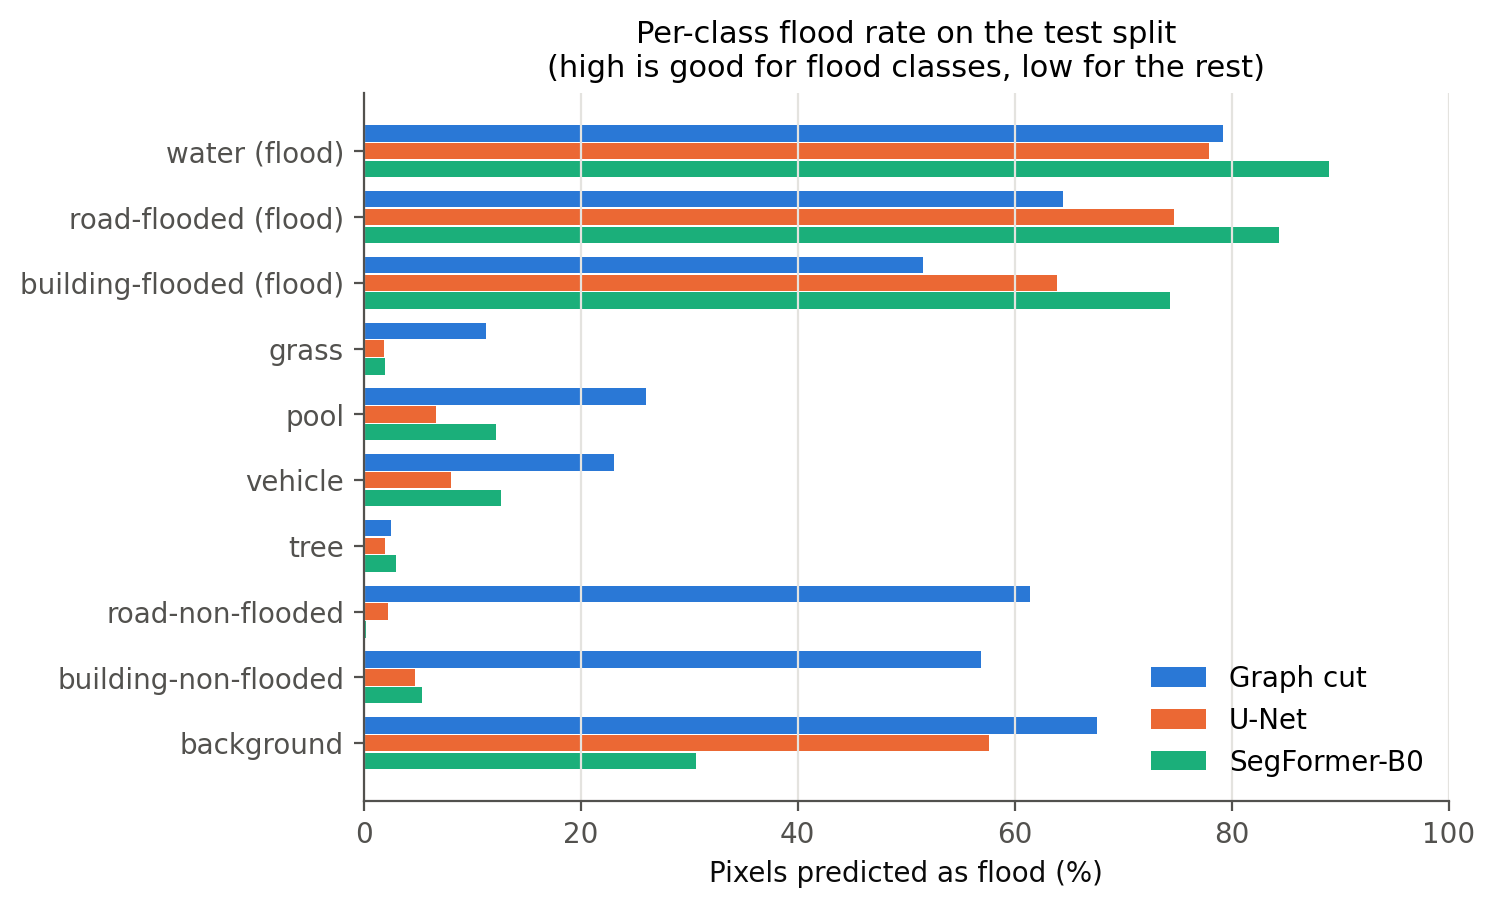 Per-class flood rate on the test split
(high is good for flood classes, low for the rest)
water (flood)
road-flooded (flood)
building-flooded (flood)
grass
pool
vehicle
tree
road-non-flooded
building-non-flooded
background
Graph cut
U-Net
SegFormer-B0
0 20 40 60 80 100
Pixels predicted as flood (%)